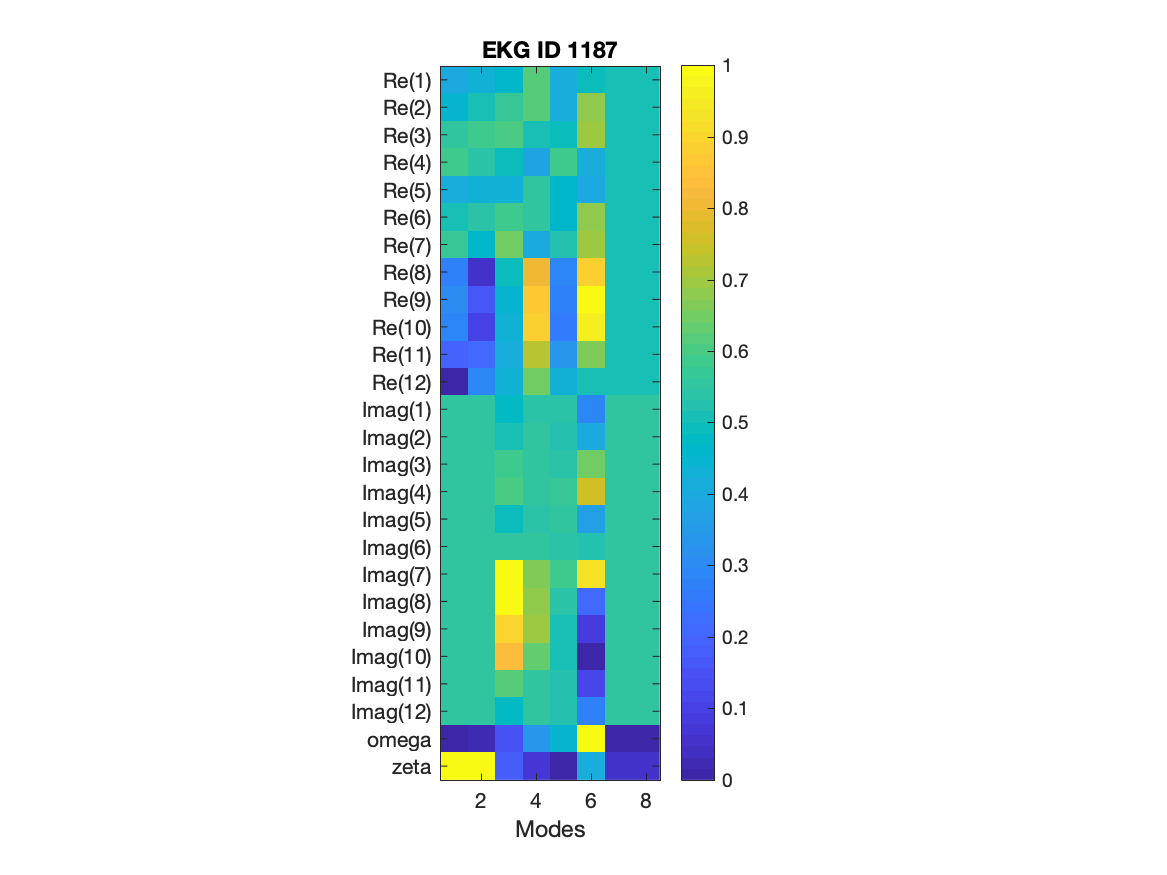 EKG ID 1187
Re(1)
Re(2)
Re(3)
Re(4)
Re(5)
Re(6)
Re(7)
Re(8)
Re(9)
Re(10)
Re(11)
Re(12)
Imag(1)
Imag(2)
Imag(3)
Imag(4)
Imag(5)
Imag(6)
Imag(7)
Imag(8)
Imag(9)
Imag(10)
Imag(11)
Imag(12)
omega
zeta
2 4 6 8
Modes
1
0.9
0.8
0.7
0.6
0.5
0.4
0.3
0.2
0.1
0